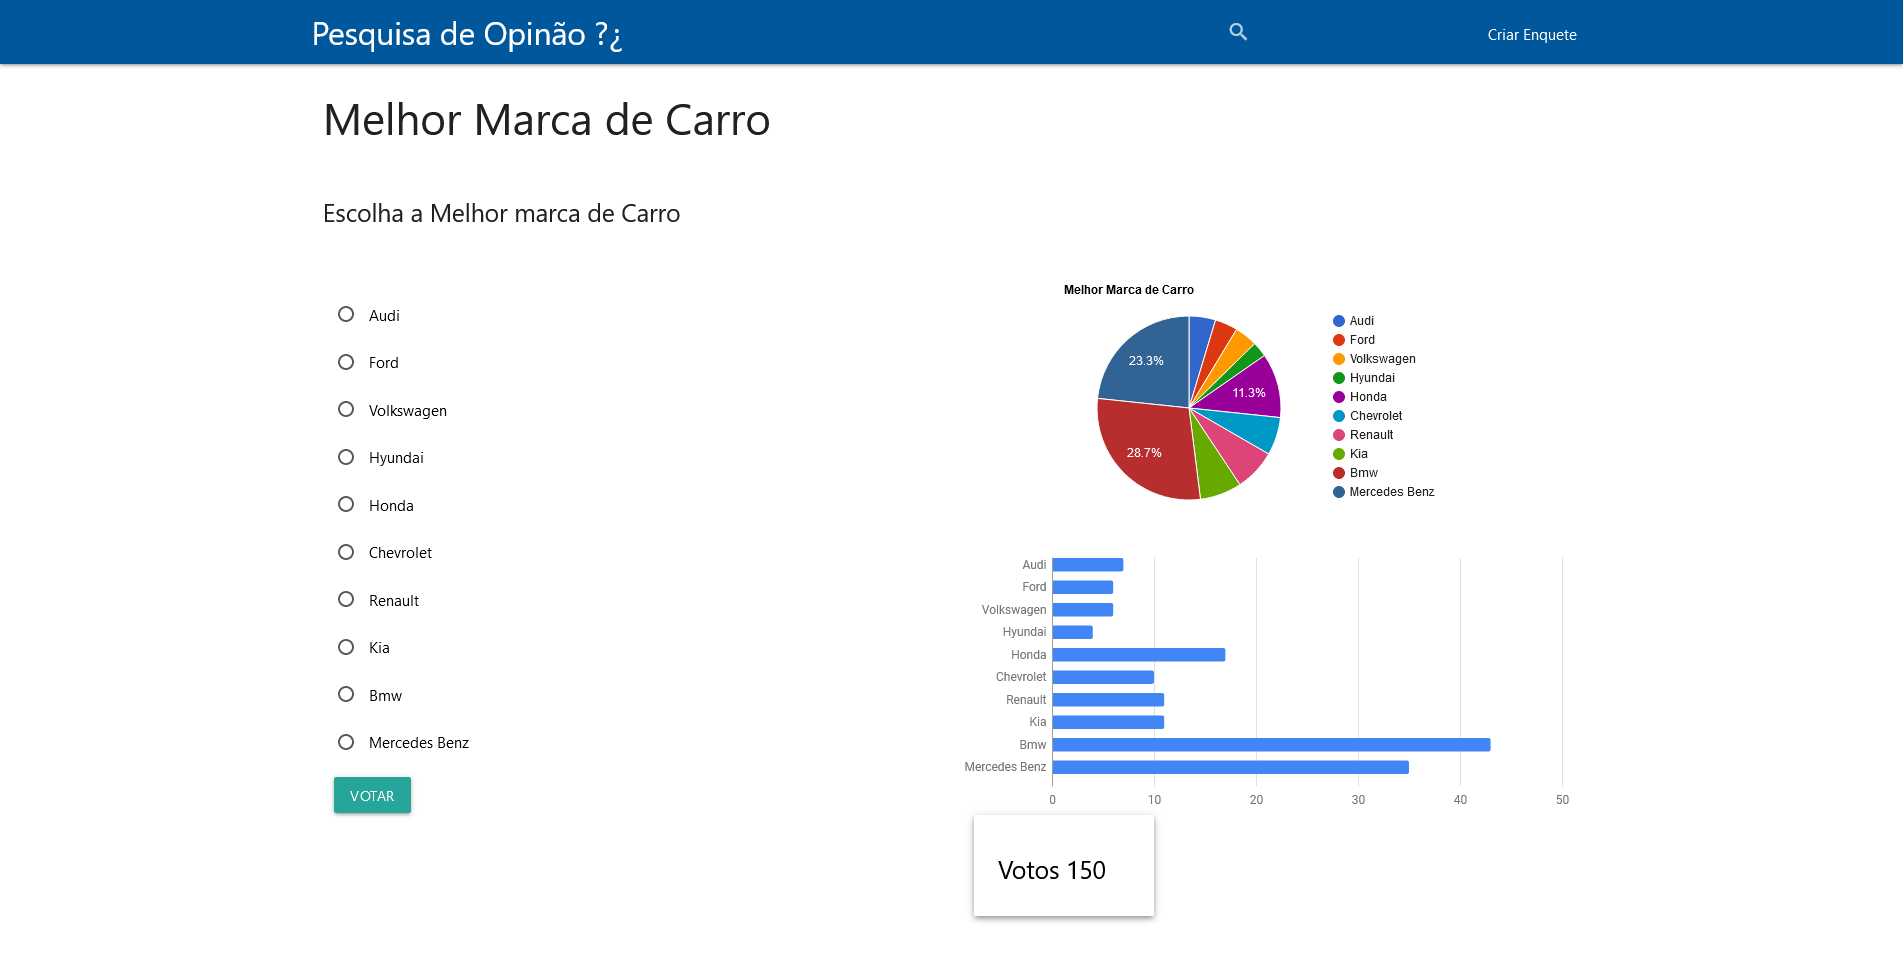 Pesquisa de Opinão ?¿
Criar Enquete
Melhor Marca de Carro
Escolha a Melhor marca de Carro
Audi
Ford
Volkswagen
Hyundai
Honda
Chevrolet
Renault
Kia
Bmw
Mercedes Benz
VOTAR
Melhor Marca de Carro
23.3%
11.3%
28.7%
Audi
Ford
Volkswagen
Hyundai
Honda
Chevrolet
Renault
Kia
Bmw
Mercedes Benz
Audi
Ford
Volkswagen
Hyundai
Honda
Chevrolet
Renault
Kia
Bmw
Mercedes Benz
0 10 20 30 40 50
Votos 150